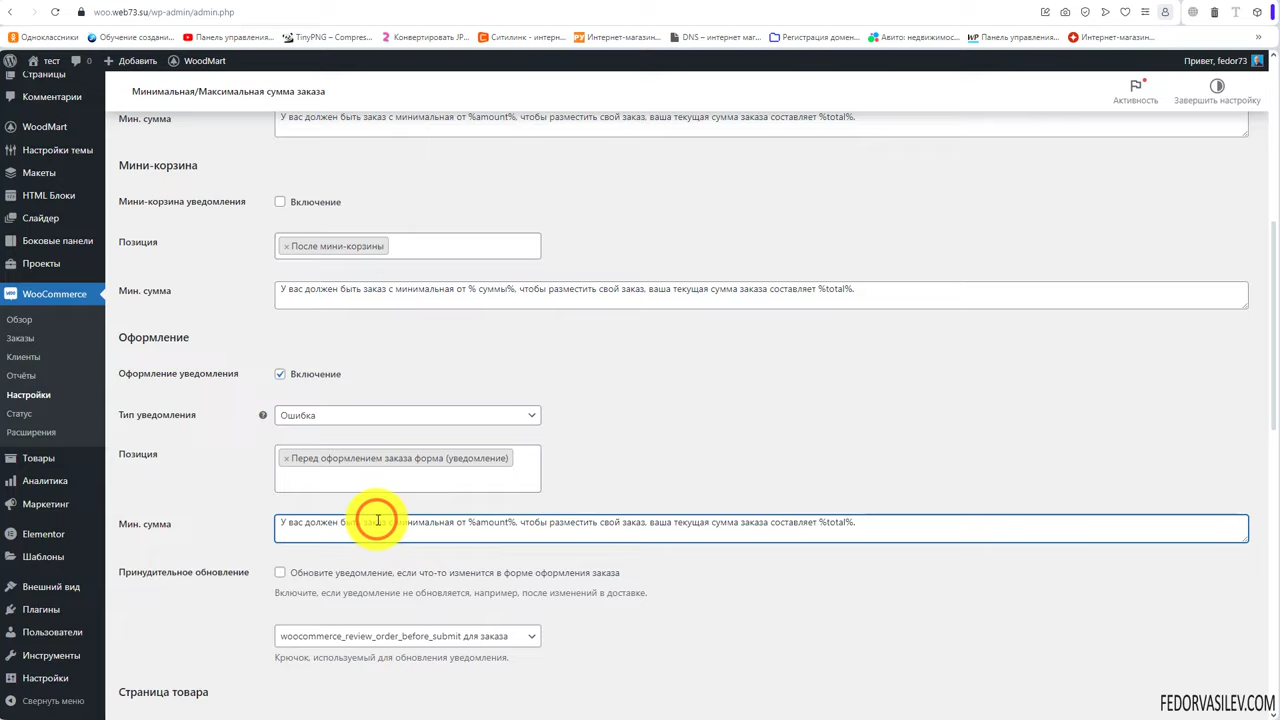 woo.web73.su/wp-admin/admin.php
Одноклассники
Обучение создани...
Панель управления...
TinyPNG – Compres...
Конвертировать JP...
Ситилинк - интерн...
Интернет-магазин...
DNS – интернет маг...
Регистрация домен...
Авито: недвижимос...
Панель управления...
Интернет-магазин...
тест
0
Добавить
WoodMart
Привет, fedor73
Страницы
Комментарии
WoodMart
Настройки темы
Макеты
HTML Блоки
Слайдер
Боковые панели
Проекты
WooCommerce
Обзор
Заказы
Клиенты
Отчёты
Настройки
Статус
Расширения
Товары
Аналитика
Маркетинг
Elementor
Шаблоны
Внешний вид
Плагины
Пользователи
Инструменты
Настройки
Свернуть меню
Минимальная/Максимальная сумма заказа
Активность
Завершить настройку
Мин. сумма
У вас должен быть заказ с минимальная от %amount%, чтобы разместить свой заказ, ваша текущая сумма заказа составляет %total%.
Мини-корзина
Мини-корзина уведомления
Включение
Позиция
× После мини-корзины
Мин. сумма
У вас должен быть заказ с минимальная от % суммы%, чтобы разместить свой заказ, ваша текущая сумма заказа составляет %total%.
Оформление
Оформление уведомления
Включение
Тип уведомления
Ошибка
Позиция
× Перед оформлением заказа форма (уведомление)
Мин. сумма
У вас должен быть заказ с минимальная от %amount%, чтобы разместить свой заказ, ваша текущая сумма заказа составляет %total%.
Принудительное обновление
Обновите уведомление, если что-то изменится в форме оформления заказа
Включите, если уведомление не обновляется, например, после изменений в доставке.
woocommerce_review_order_before_submit для заказа
Крючок, используемый для обновления уведомления.
Страница товара
FEDORVASILEV.COM